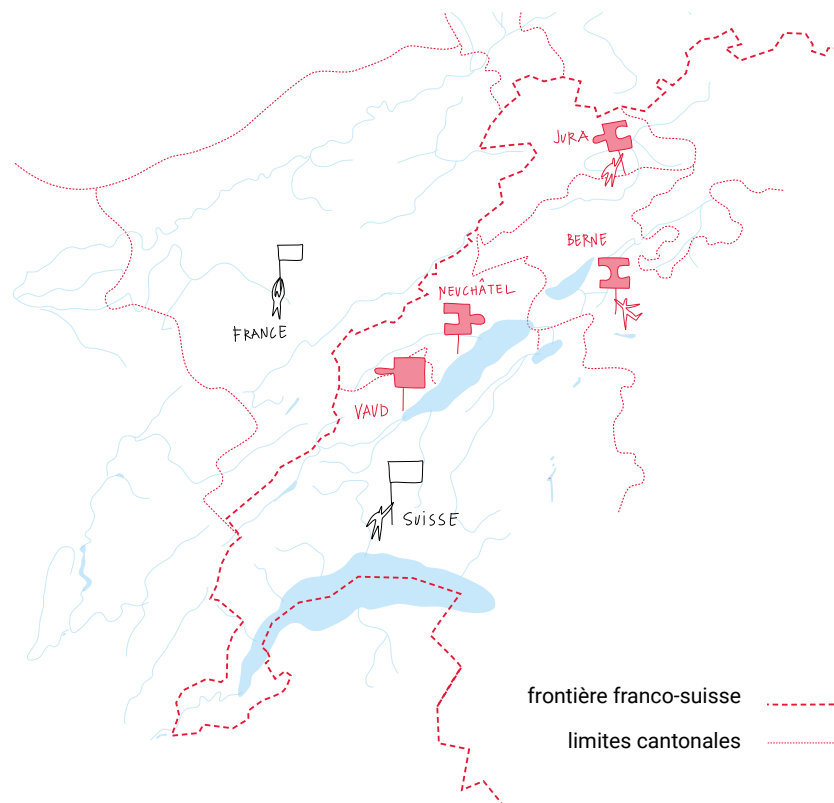 JURA
BERNE
NEUCHÂTEL
FRANCE
VAUD
SUISSE
frontière franco-suisse
limites cantonales